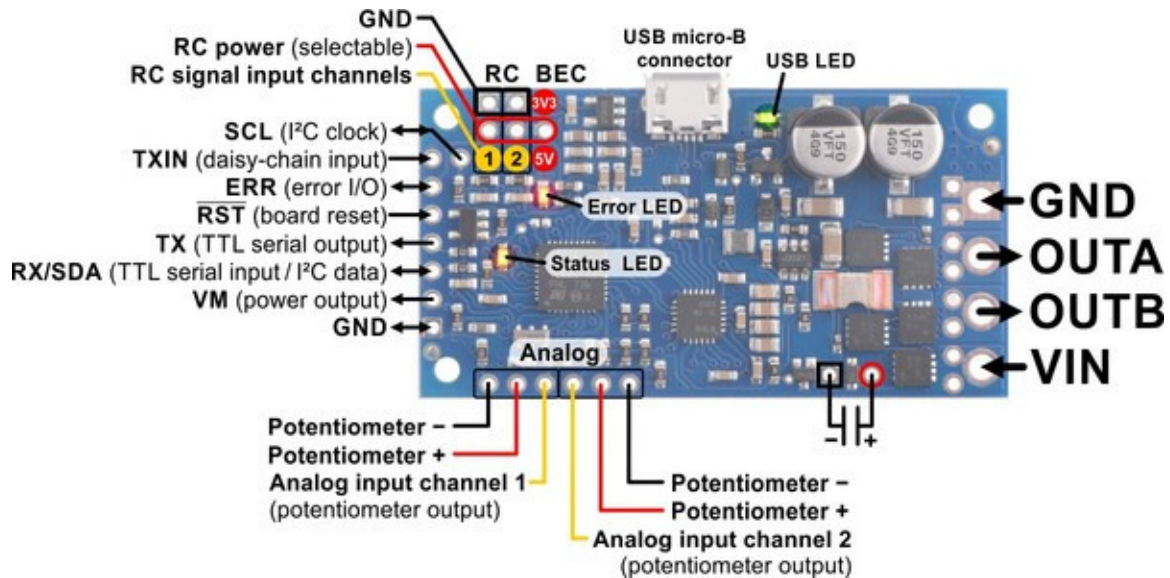 GND
RC power (selectable)
RC signal input channels
RC BEC
3V3
5V
1 2
USB micro-B
connector
USB LED
SCL (I²C clock)
TXIN (daisy-chain input)
ERR (error I/O)
RST (board reset)
TX (TTL serial output)
RX/SDA (TTL serial input / I²C data)
VM (power output)
GND
Error LED
Status LED
150
VFT
4G9
150
VFT
4G9
GND
OUTA
OUTB
VIN
Analog
Potentiometer −
Potentiometer +
Analog input channel 1
(potentiometer output)
Potentiometer −
Potentiometer +
Analog input channel 2
(potentiometer output)
− +